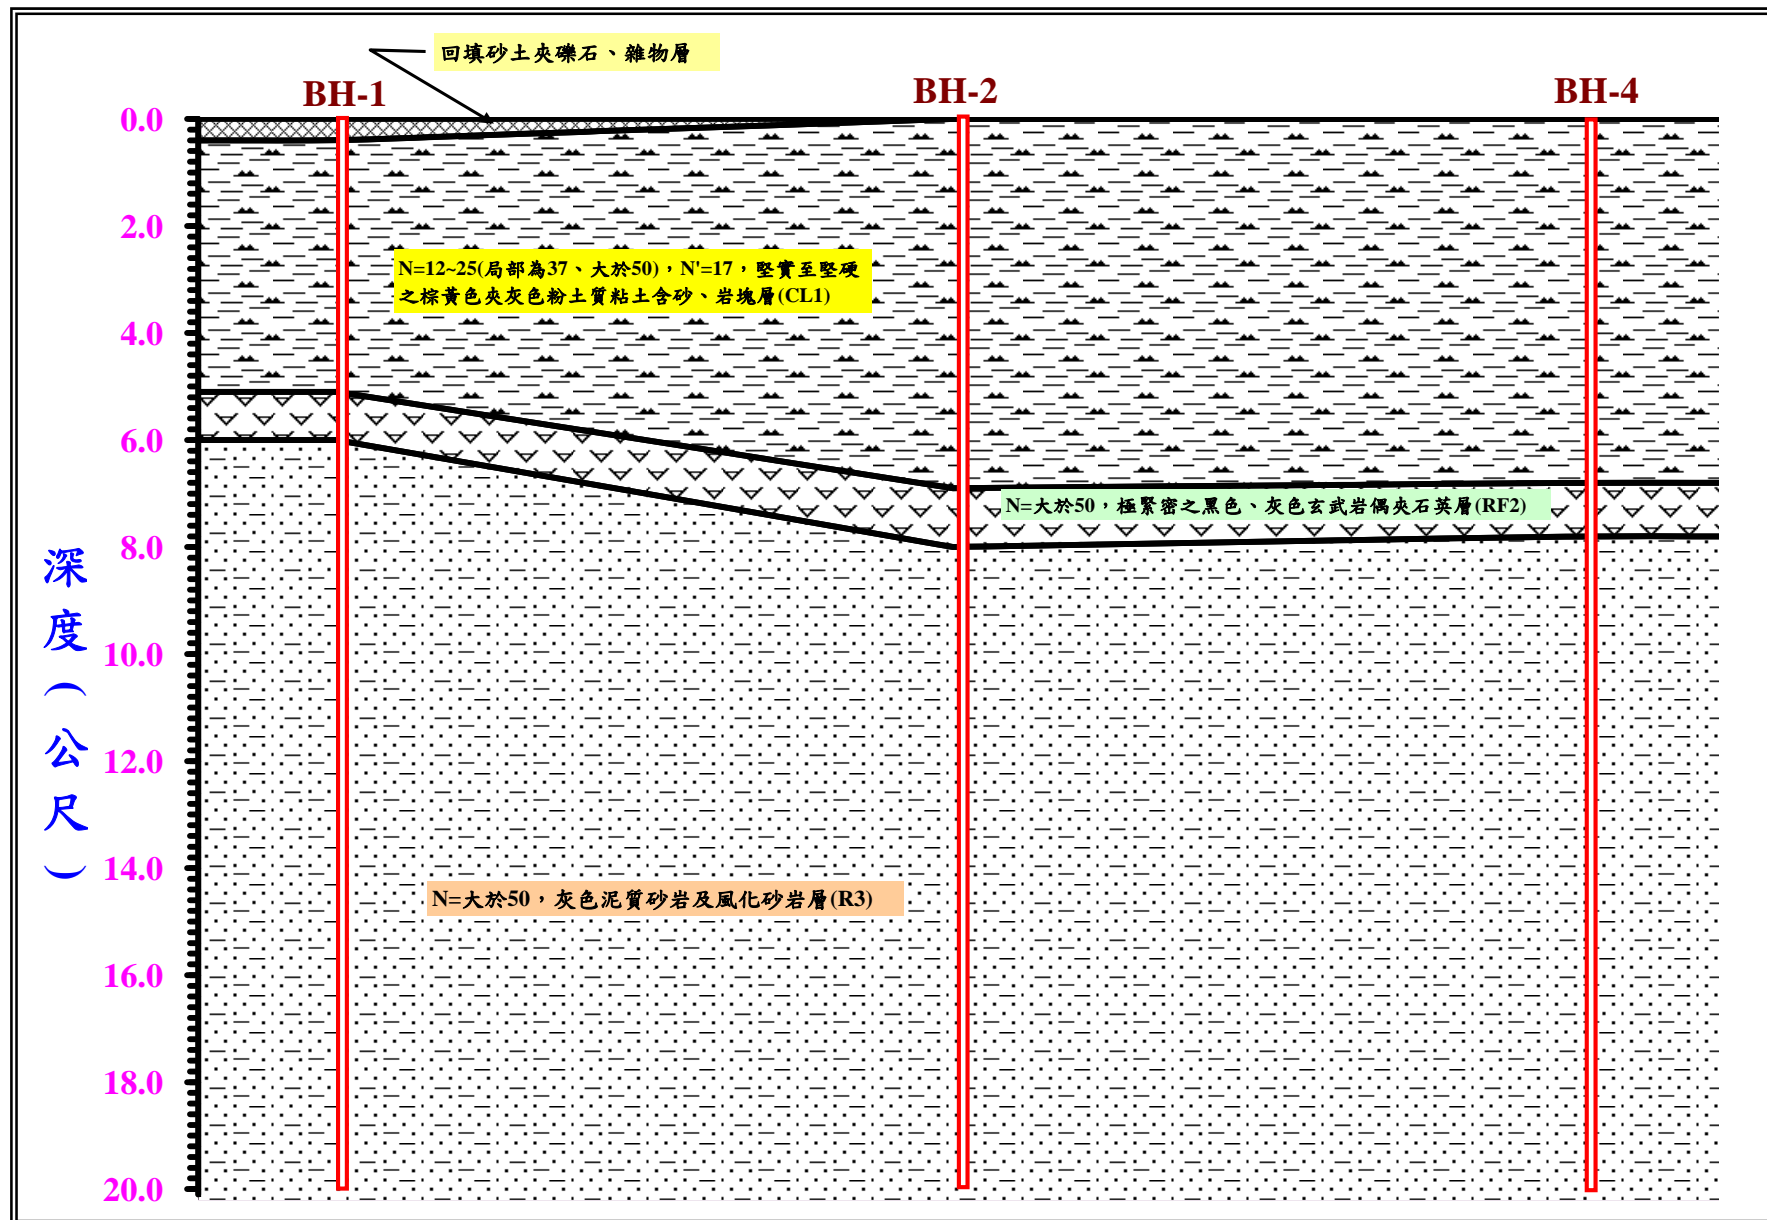 回填砂土夾礫石、雜物層
BH-1
BH-2
BH-4
0.0
2.0
4.0
6.0
8.0
10.0
12.0
14.0
16.0
18.0
20.0
深度(公尺)
N=12~25(局部為37、大於50)，N'=17，堅實至堅硬
之棕黃色夾灰色粉土質粘土含砂、岩塊層(CL1)
N=大於50，極緊密之黑色、灰色玄武岩偶夾石英層(RF2)
N=大於50，灰色泥質砂岩及風化砂岩層(R3)